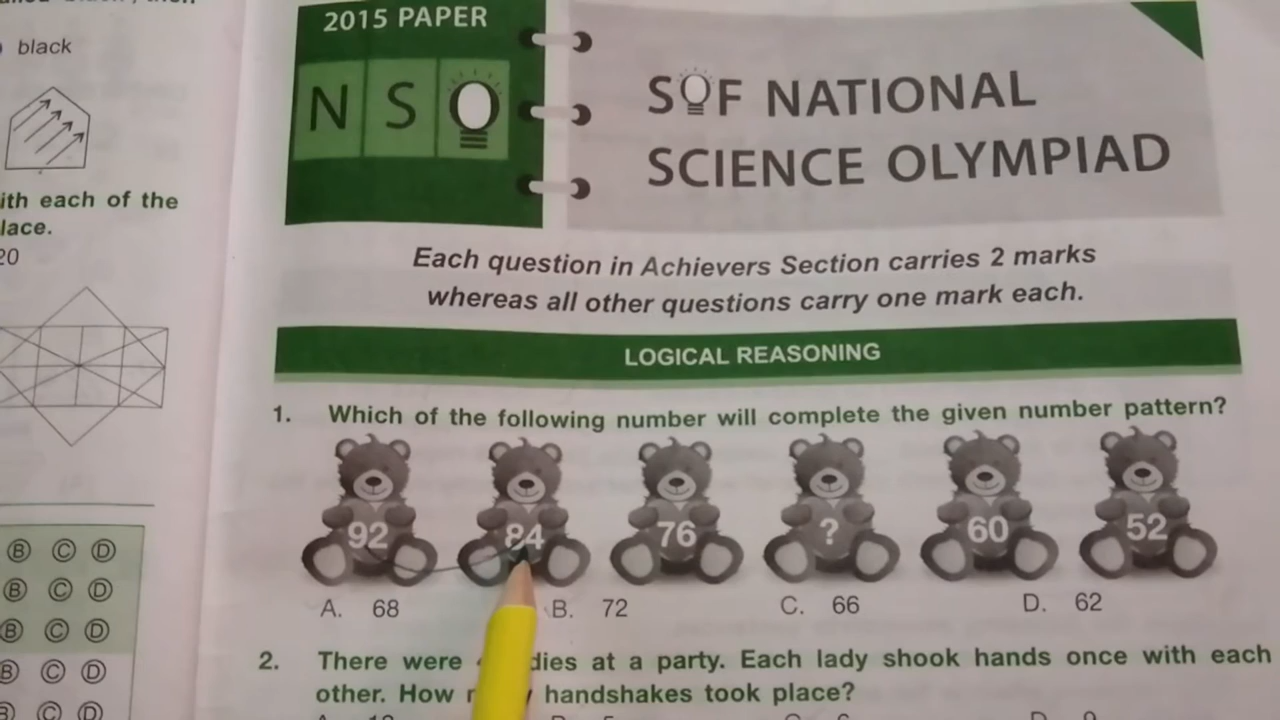 black
ith each of the
lace.
20
B C D
B C D
B C D
B C D
B C D
2015 PAPER
NSO
SOF NATIONAL
SCIENCE OLYMPIAD
Each question in Achievers Section carries 2 marks
whereas all other questions carry one mark each.
LOGICAL REASONING
1. Which of the following number will complete the given number pattern?
92 84 76 ? 60 52
A. 68 B. 72 C. 66 D. 62
2. There were dies at a party. Each lady shook hands once with each
other. How handshakes took place?